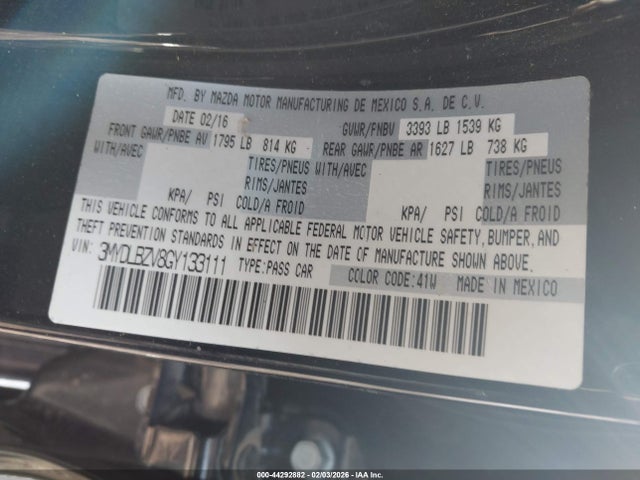 MFD. BY MAZDA MOTOR MANUFACTURING DE MEXICO S.A. DE C.V.
DATE 02/16 GVWR/PNBV 3393 LB 1539 KG
FRONT GAWR/PNBE AV 1795 LB 814 KG REAR GAWR/PNBE AR 1627 LB 738 KG
WITH/AVEC TIRES/PNEUS WITH/AVEC TIRES/PNEUS
RIMS/JANTES RIMS/JANTES
KPA/ PSI COLD/A FROID KPA/ PSI COLD/A FROID
THIS VEHICLE CONFORMS TO ALL APPLICABLE FEDERAL MOTOR VEHICLE SAFETY, BUMPER, AND
THEFT PREVENTION STANDARDS IN EFFECT ON THE DATE OF MANUFACTURE SHOWN ABOVE.
VIN: 3MYDLBZV8GY133111 TYPE:PASS CAR
COLOR CODE:41W MADE IN MEXICO
000-44292882 - 02/03/2026 - IAA Inc.